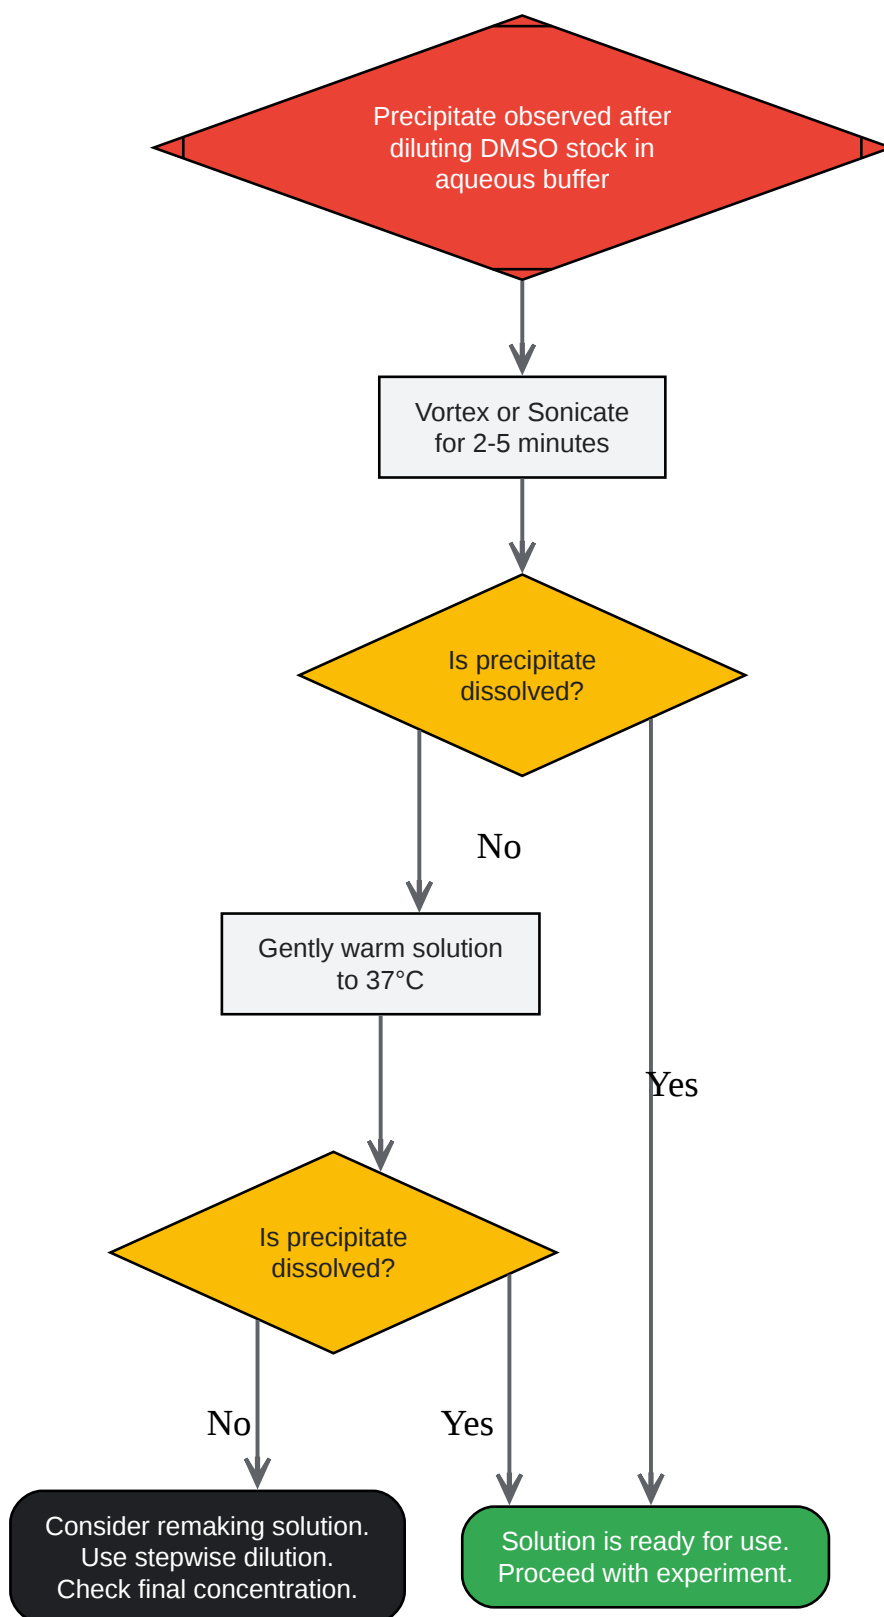 Precipitate observed after
diluting DMSO stock in
aqueous buffer
Vortex or Sonicate
for 2-5 minutes
Is precipitate
dissolved?
No
Gently warm solution
to 37°C
Yes
Is precipitate
dissolved?
No
Yes
Consider remaking solution.
Use stepwise dilution.
Check final concentration.
Solution is ready for use.
Proceed with experiment.